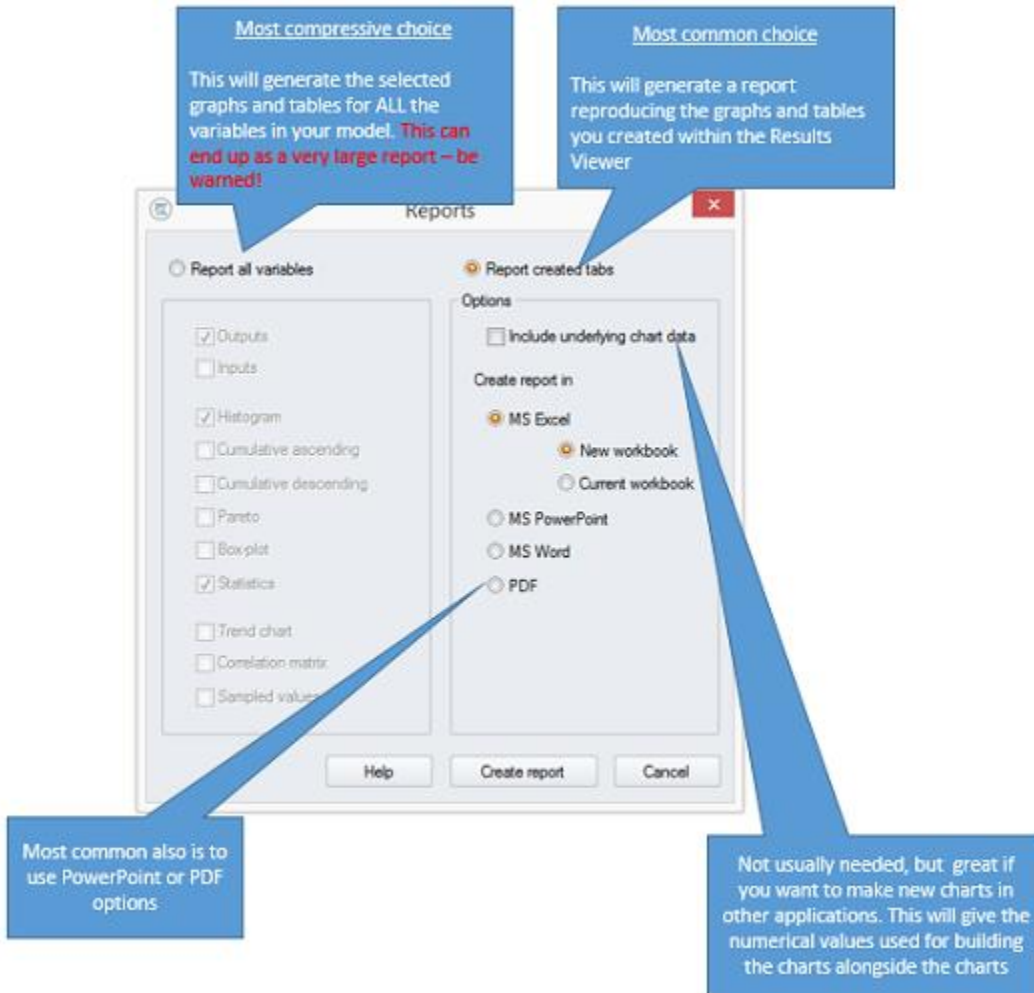 Most compressive choice
This will generate the selected
graphs and tables for ALL the
variables in your model. This can
end up as a very large report – be
warned!
Most common choice
This will generate a report
reproducing the graphs and tables
you created within the Results
Viewer
Reports
Report all variables
Outputs
Inputs
Histogram
Cumulative ascending
Cumulative descending
Pareto
Box-plot
Statistics
Trend chart
Correlation matrix
Sampled values
Report created tabs
Options
Include underlying chart data
Create report in
MS Excel
New workbook
Current workbook
MS PowerPoint
MS Word
PDF
Help
Create report
Cancel
Most common also is to
use PowerPoint or PDF
options
Not usually needed, but great if
you want to make new charts in
other applications. This will give the
numerical values used for building
the charts alongside the charts